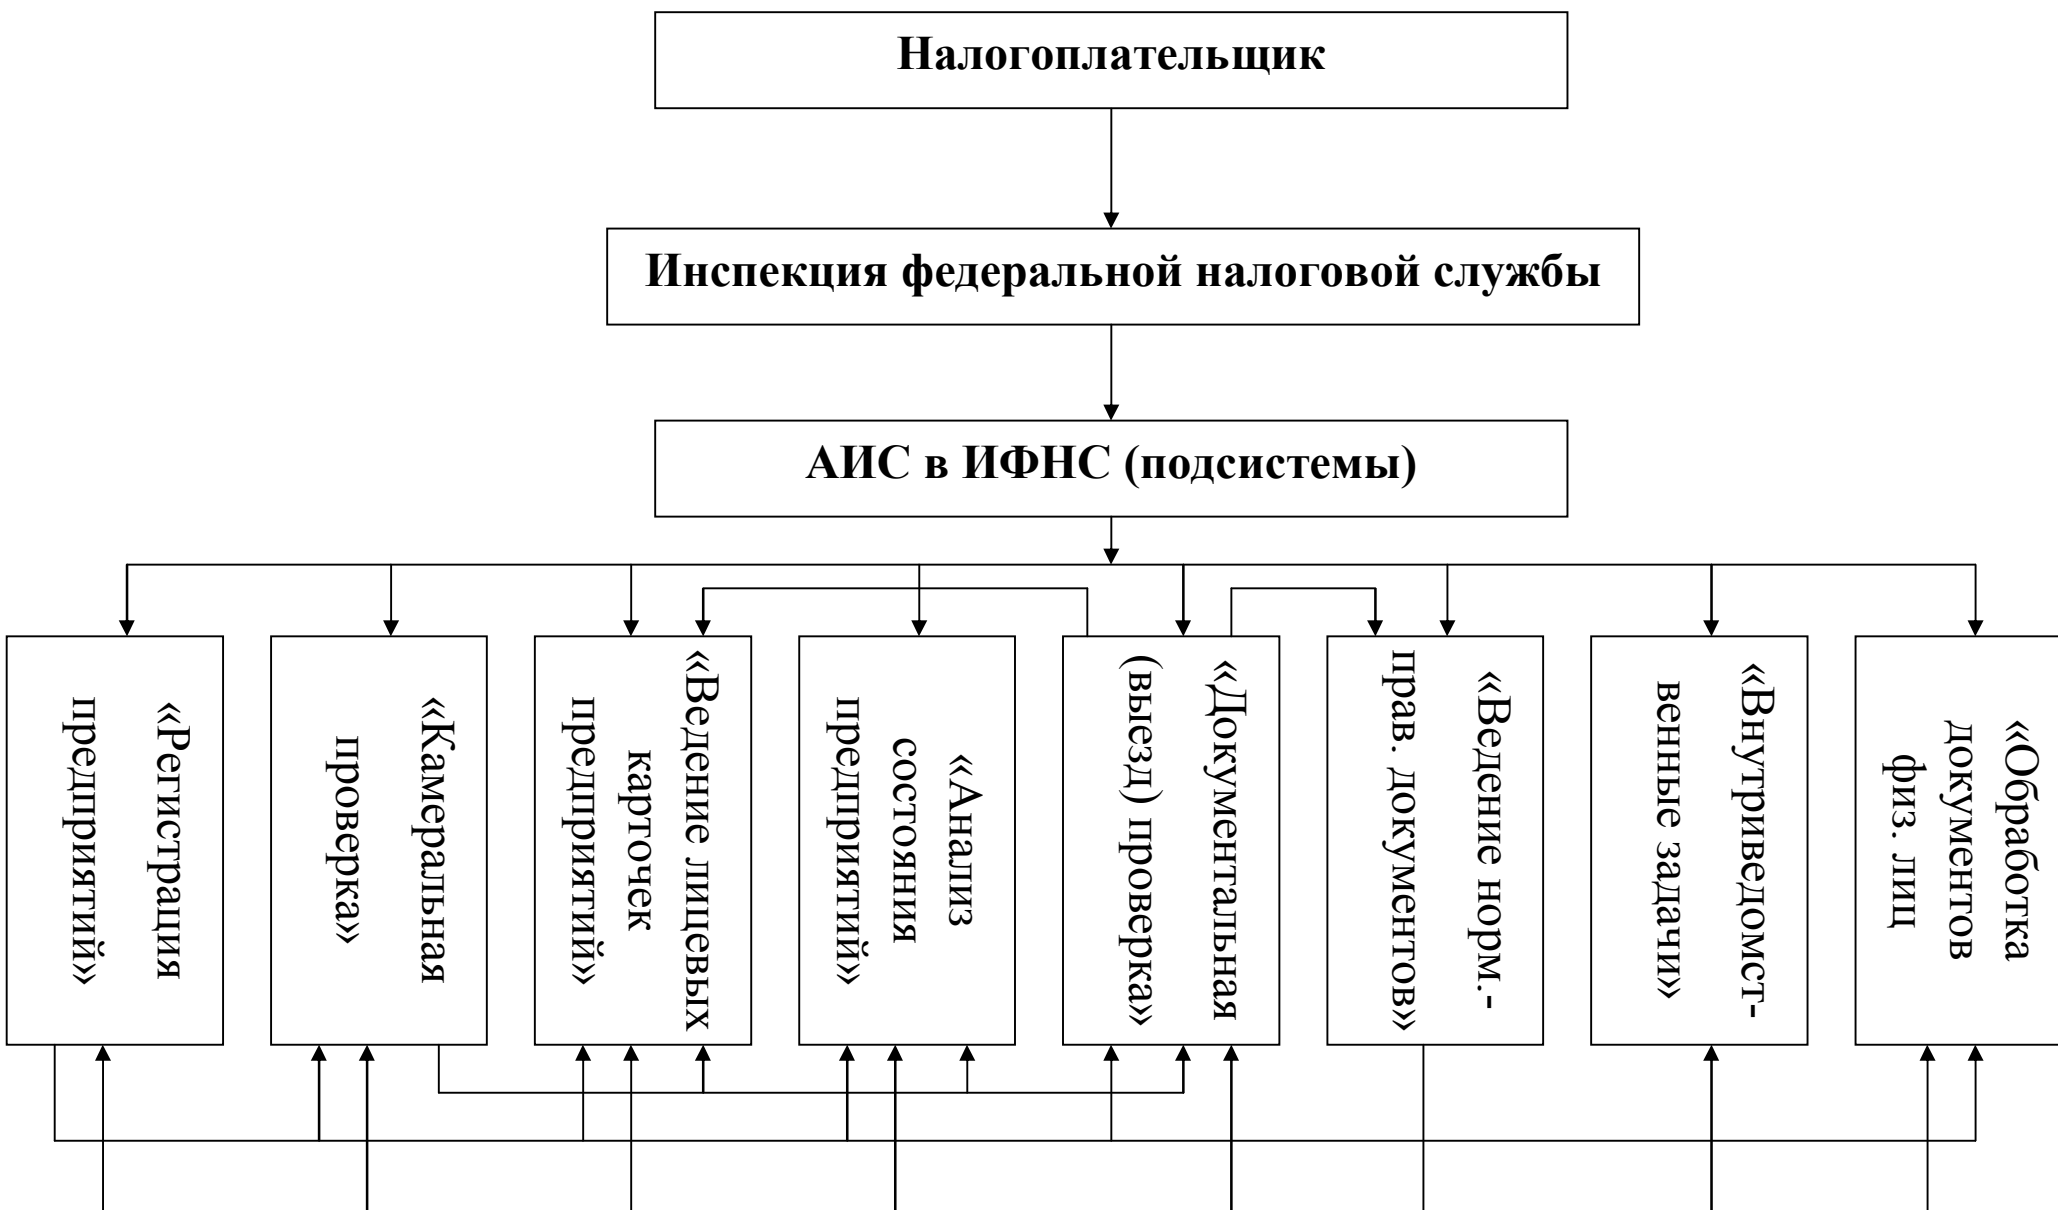 Налогоплательщик
Инспекция федеральной налоговой службы
АИС в ИФНС (подсистемы)
«Регистрация
предприятий»
«Камеральная
проверка»
«Ведение лицевых
карточек
предприятий»
«Анализ
состояния
предприятий»
«Документальная
(выезд) проверка»
«Ведение норм.-
прав. документов»
«Внутриведомст-
венные задачи»
«Обработка
документов
физ. лиц